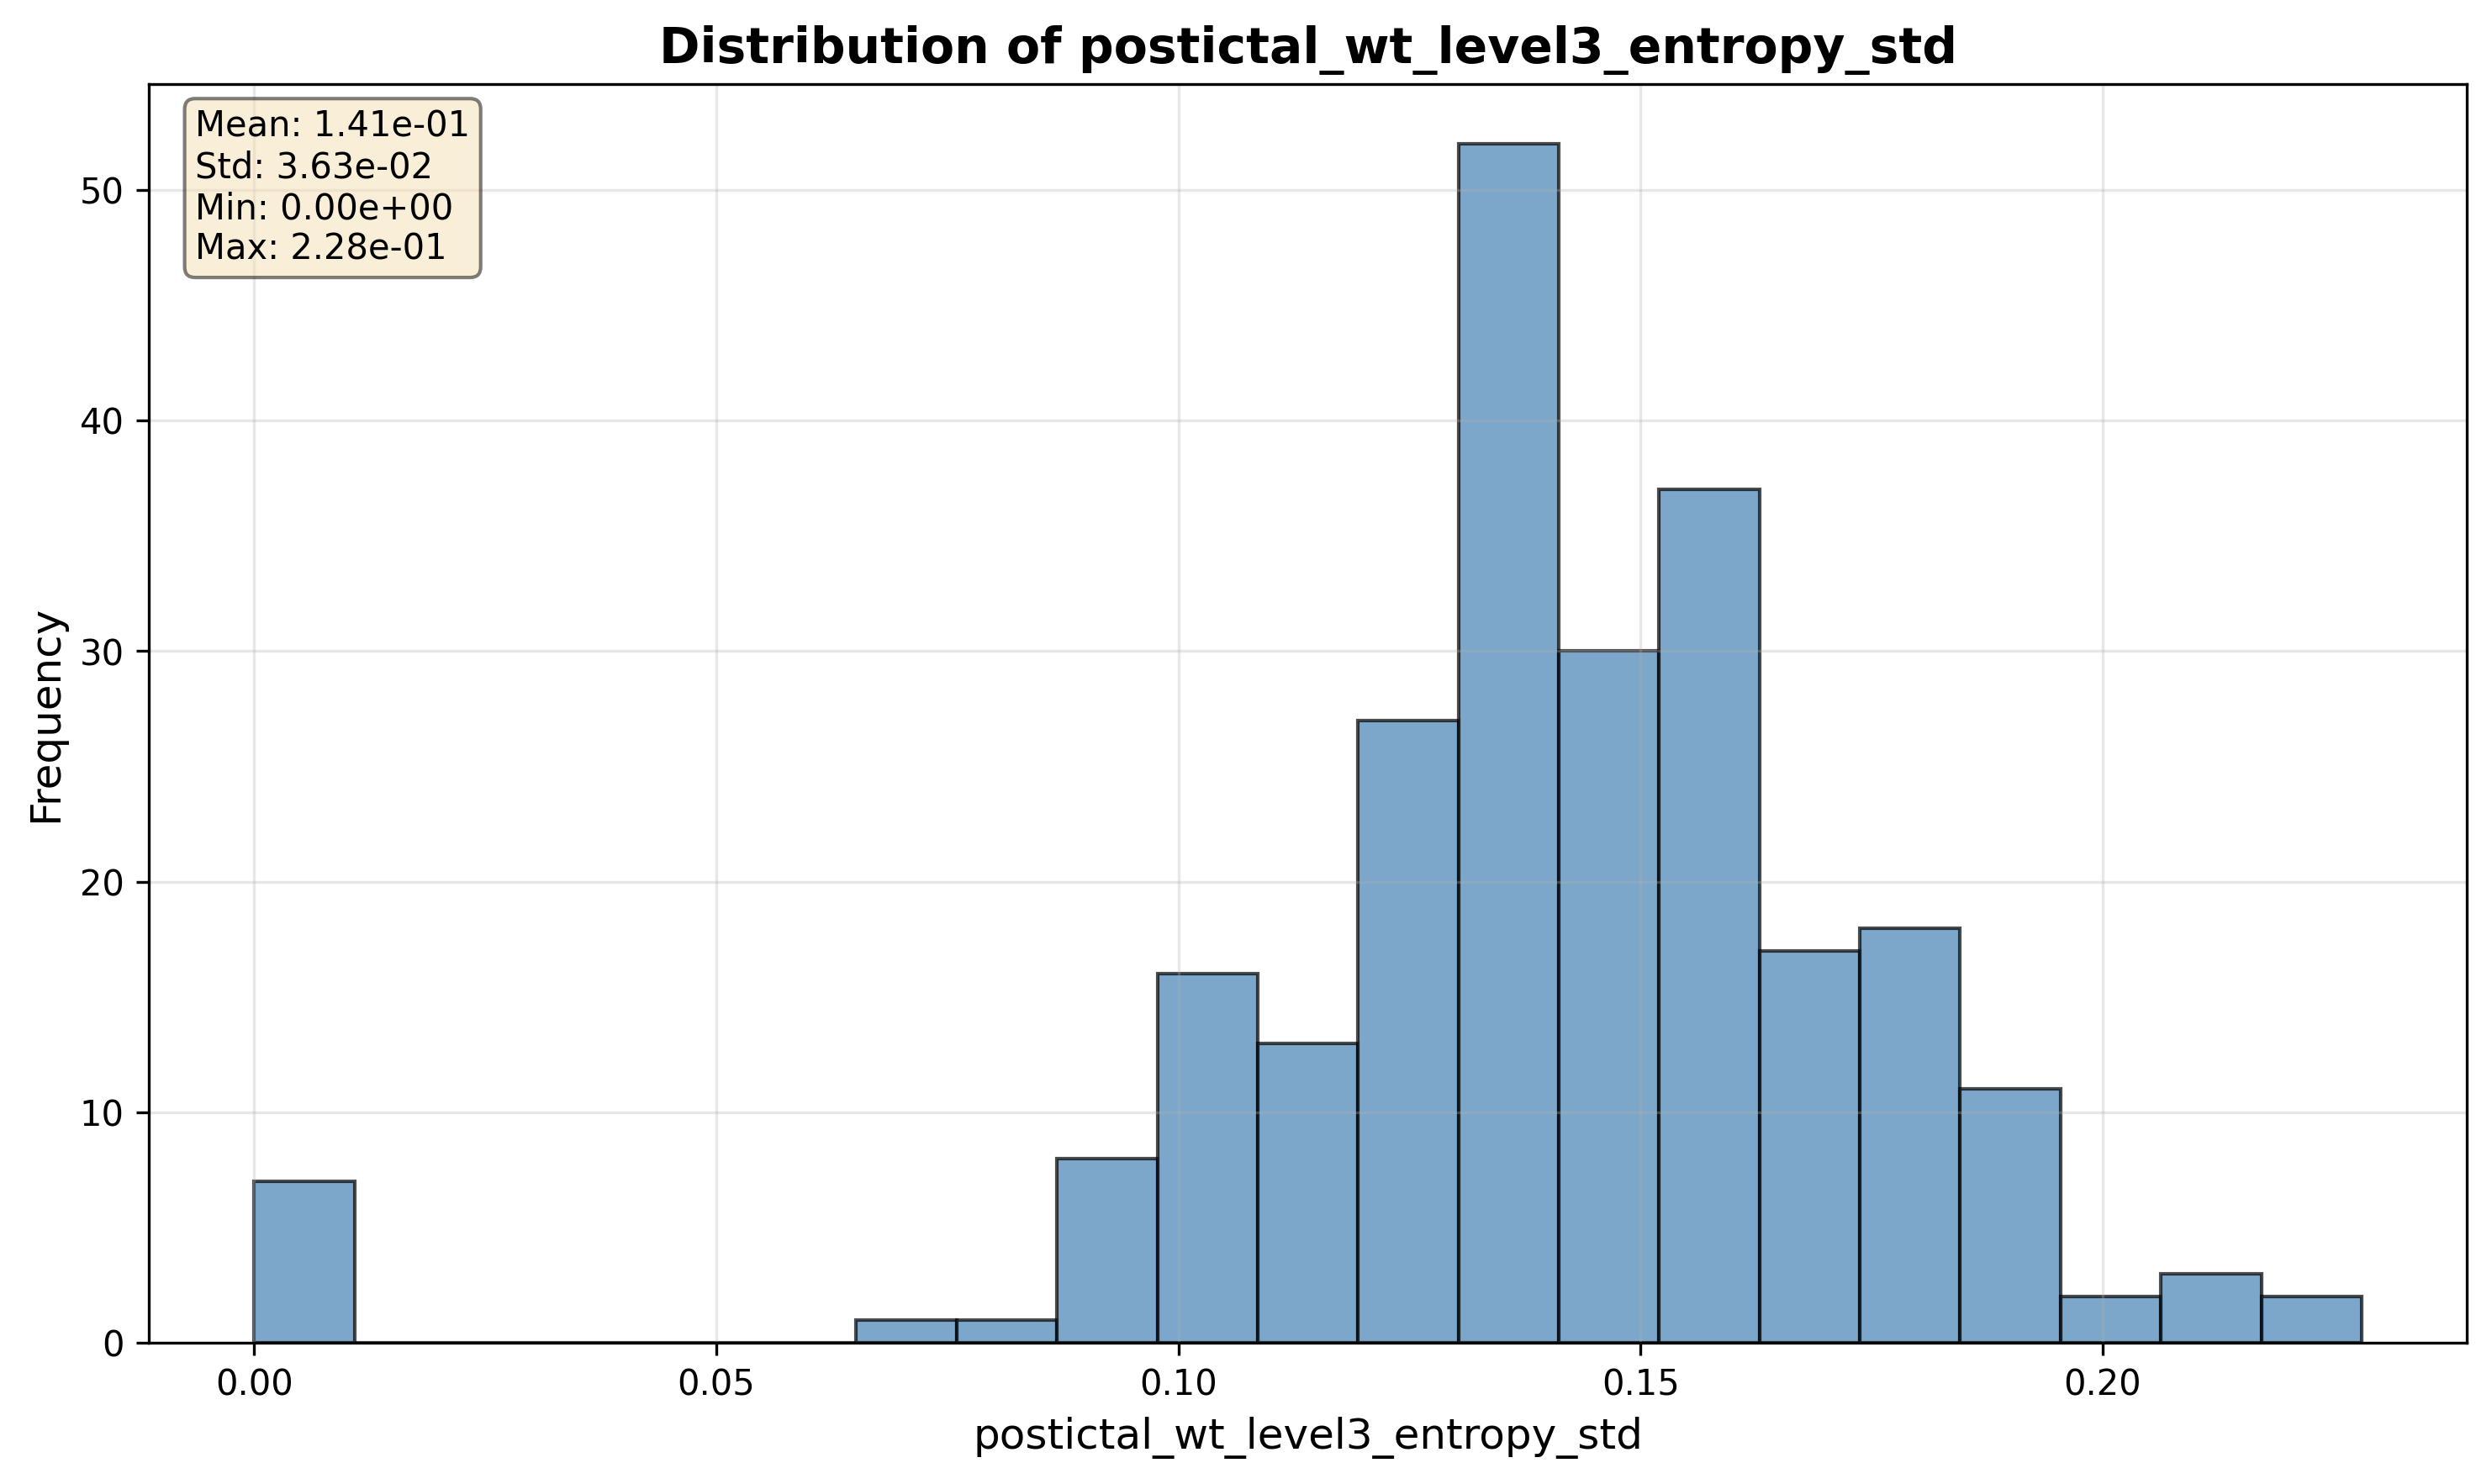 Distribution of postictal_wt_level3_entropy_std
Mean: 1.41e-01
Std: 3.63e-02
Min: 0.00e+00
Max: 2.28e-01
50
40
30
20
10
0
Frequency
0.00 0.05 0.10 0.15 0.20
postictal_wt_level3_entropy_std